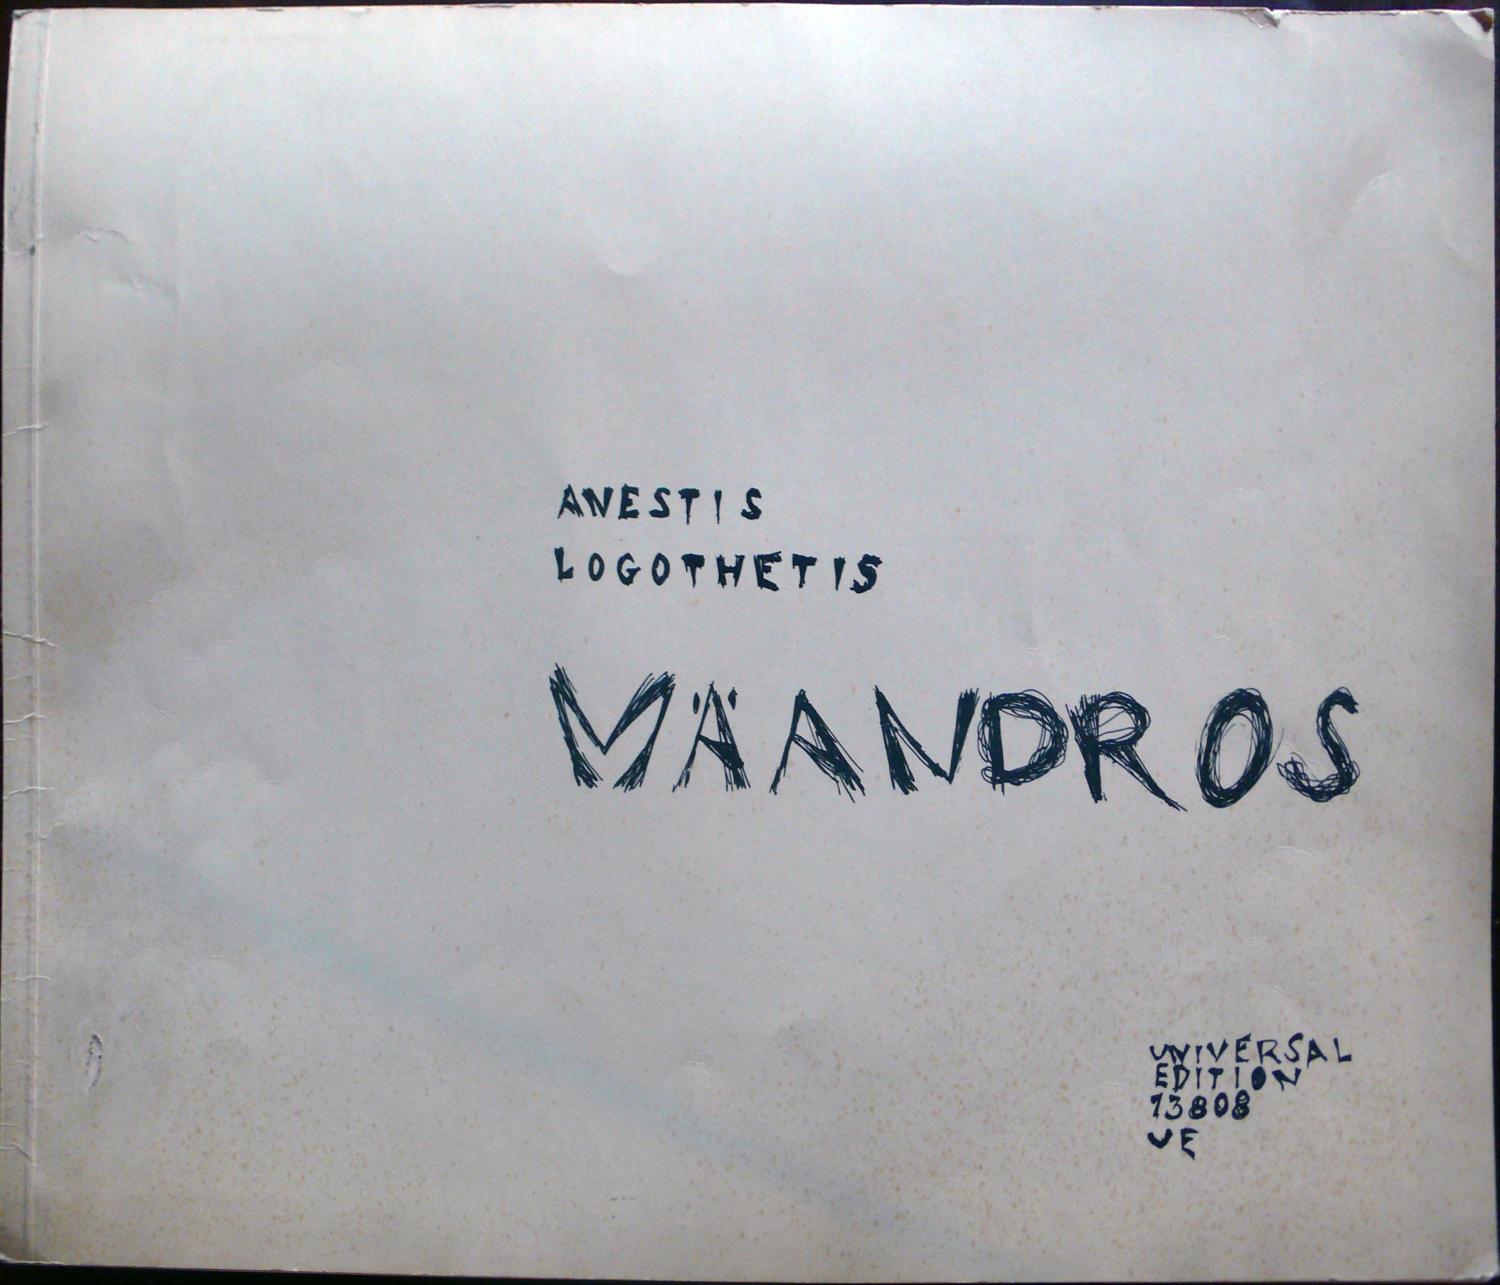 ANESTIS
LOGOTHETIS
MÄANDROS
UNIVERSAL
EDITION
13808
UE